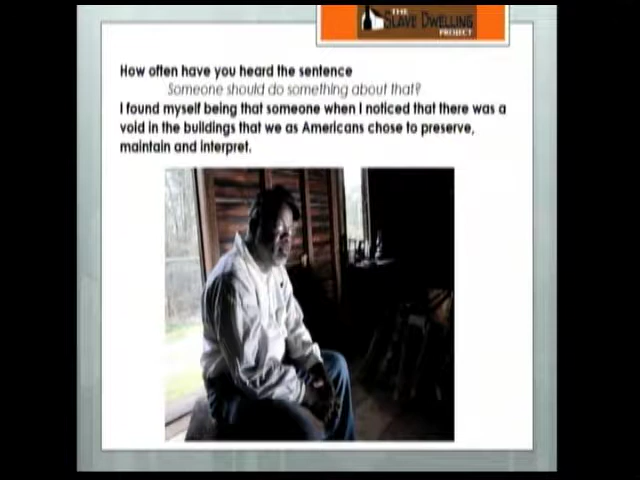 THE
SLAVE DWELLING
PROJECT
How often have you heard the sentence
Someone should do something about that?
I found myself being that someone when I noticed that there was a
void in the buildings that we as Americans chose to preserve,
maintain and interpret.